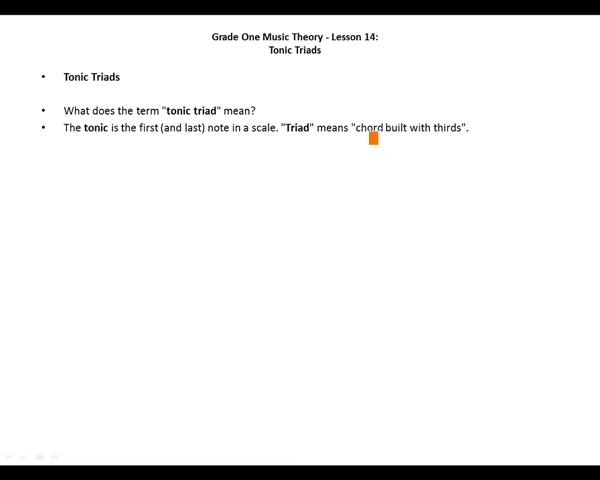 Grade One Music Theory - Lesson 14:
Tonic Triads
• Tonic Triads
• What does the term "tonic triad" mean?
• The tonic is the first (and last) note in a scale. "Triad" means "chord built with thirds".